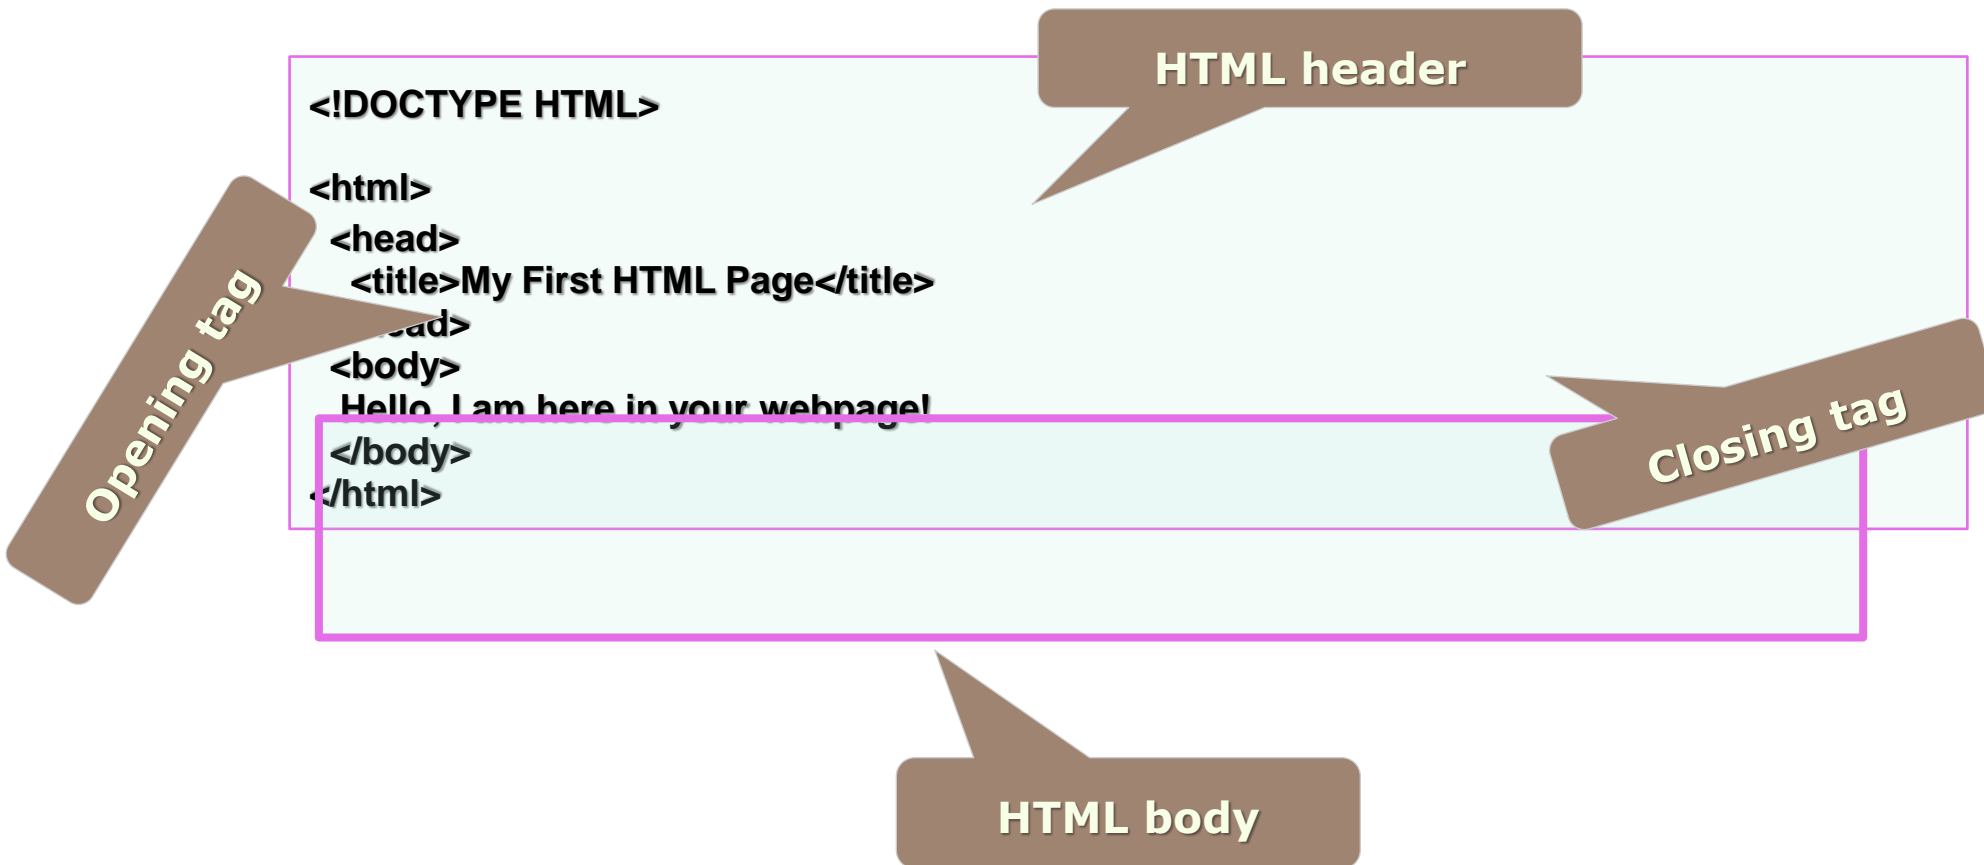 HTML header
<!DOCTYPE HTML>
<html>
<head>
<title>My First HTML Page</title>
ead>
<body>
Hello, I am here in your webpage!
</body>
</html>
Opening tag
Closing tag
HTML body